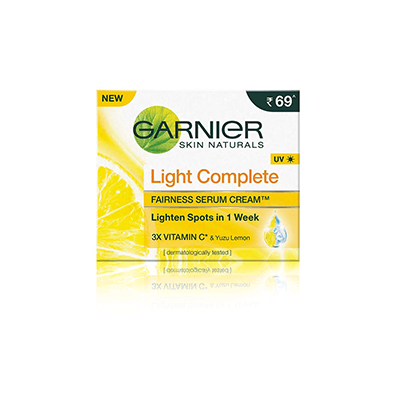 NEW
₹ 69^
GARNIER
SKIN NATURALS
UV
Light Complete
FAIRNESS SERUM CREAM™
Lighten Spots in 1 Week
3X VITAMIN C* & Yuzu Lemon
[ dermatologically tested ]